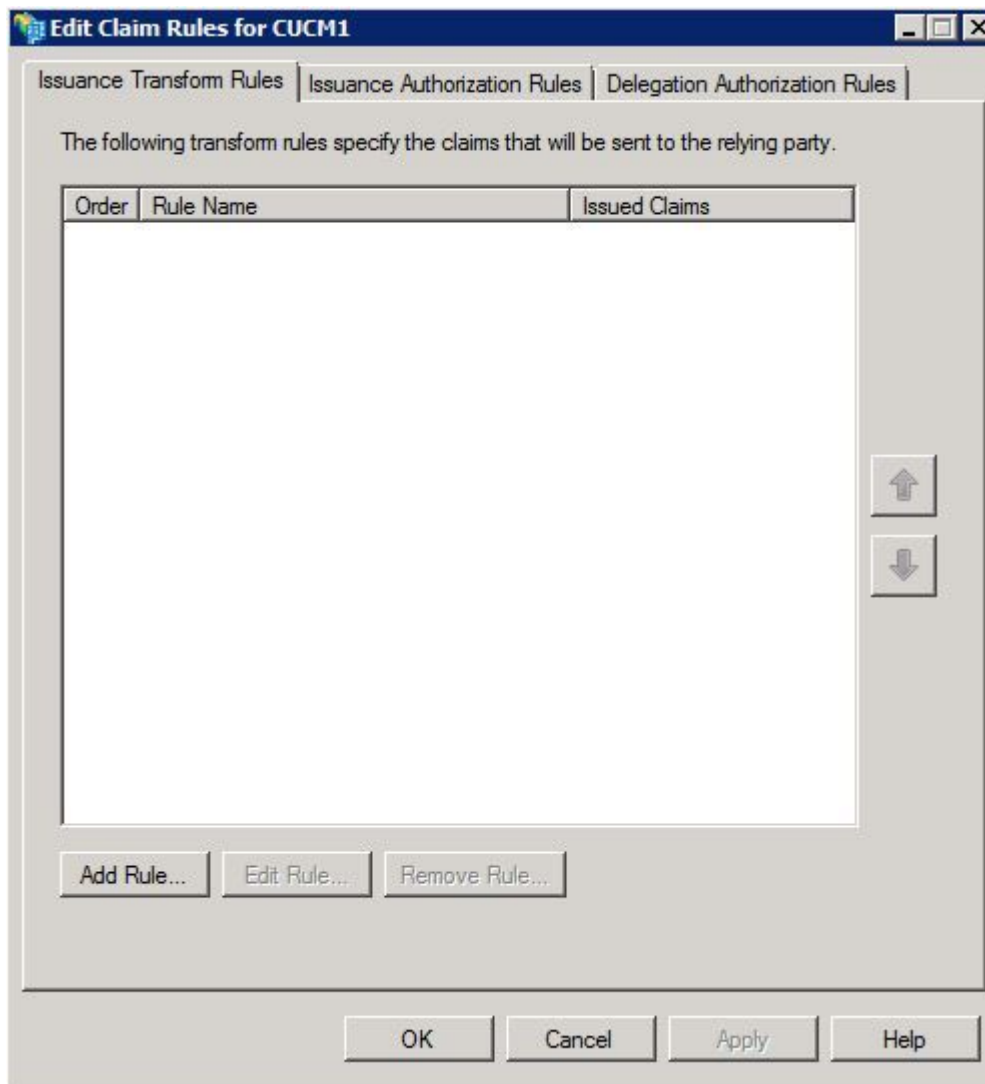 Edit Claim Rules for CUCM1
Issuance Transform Rules Issuance Authorization Rules Delegation Authorization Rules
The following transform rules specify the claims that will be sent to the relying party.
Order Rule Name Issued Claims
Add Rule... Edit Rule... Remove Rule...
OK Cancel Apply Help